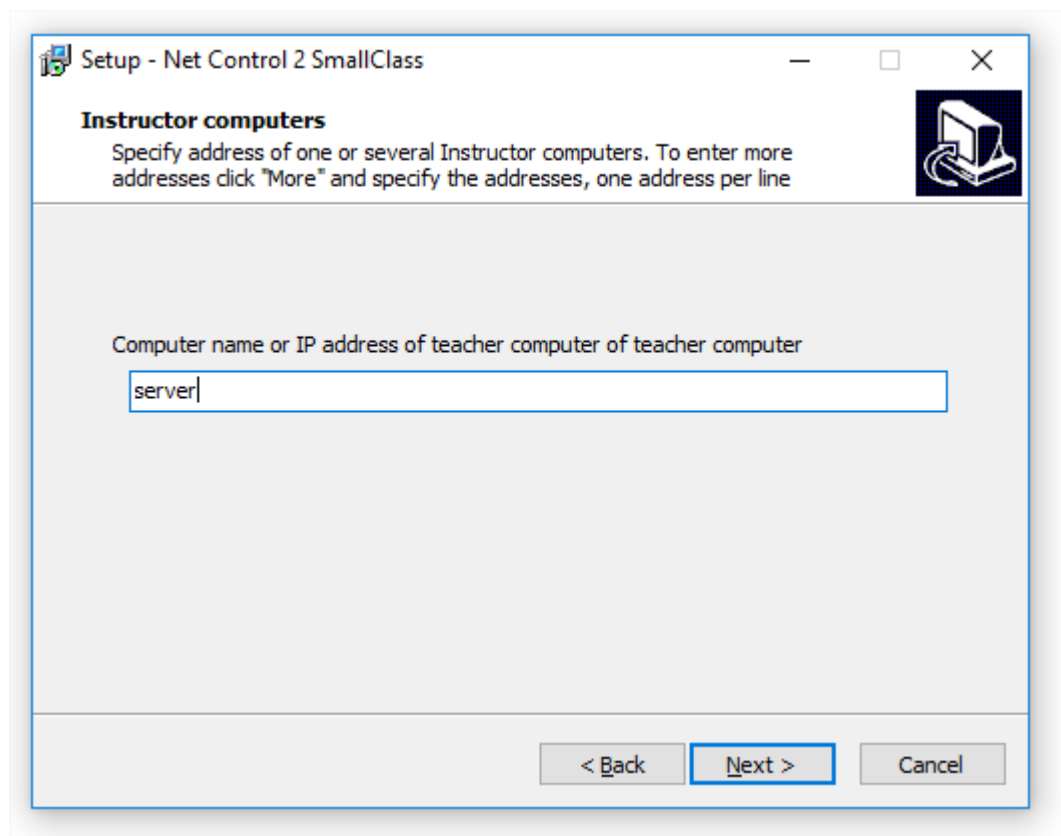 Setup - Net Control 2 SmallClass
Instructor computers
Specify address of one or several Instructor computers. To enter more
addresses click "More" and specify the addresses, one address per line
Computer name or IP address of teacher computer of teacher computer
server
< Back
Next >
Cancel